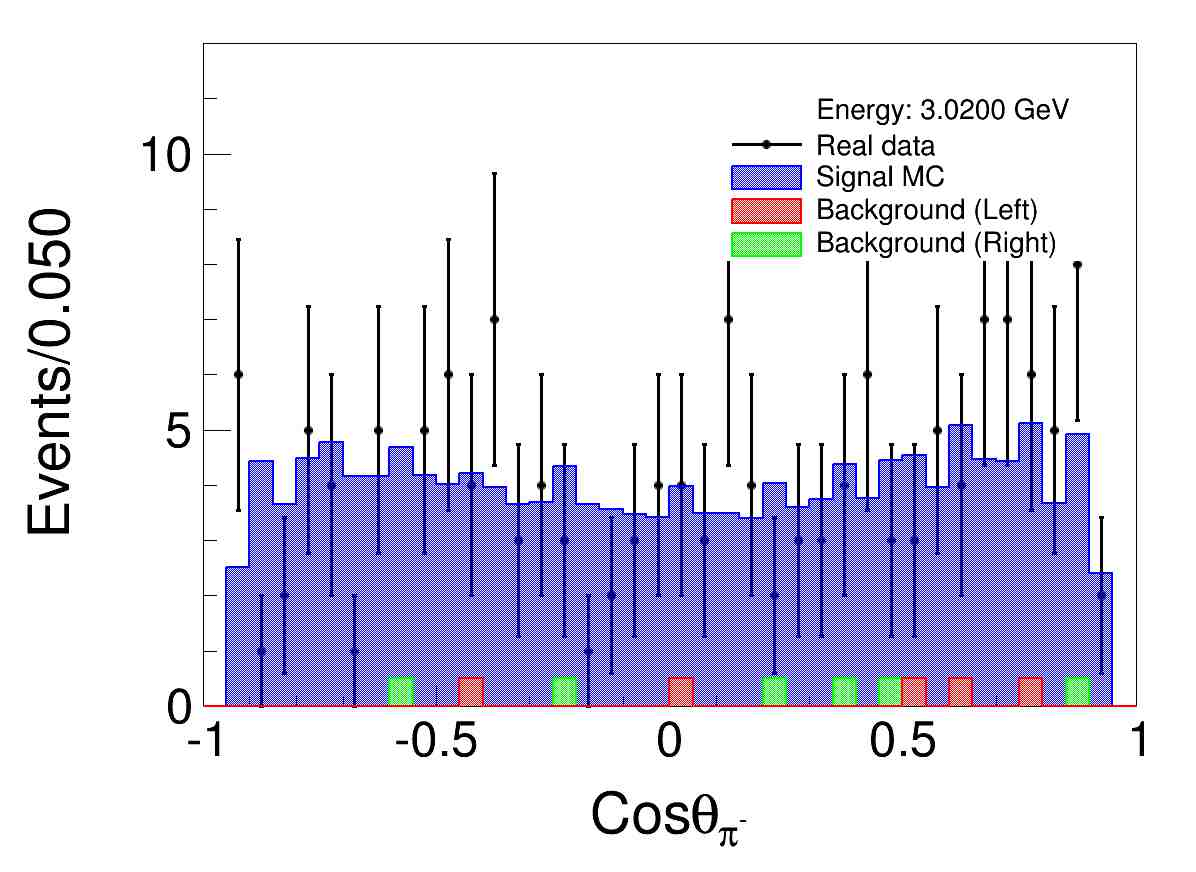 Events/0.050
10
5
0
Energy: 3.0200 GeV
Real data
Signal MC
Background (Left)
Background (Right)
-1 -0.5 0 0.5 1
Cosθπ-